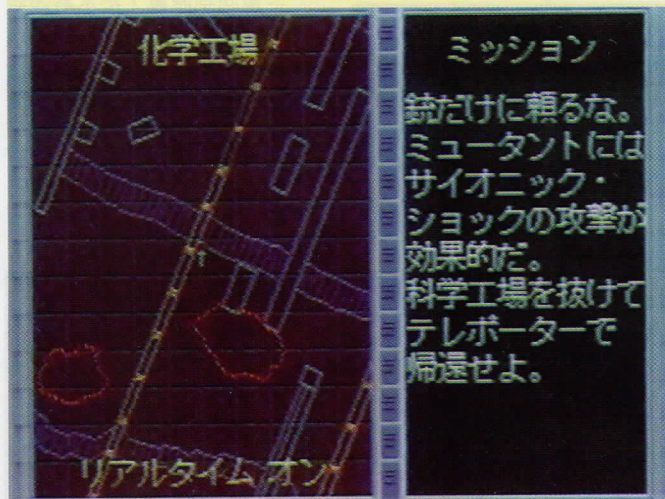 化学工場
リアルタイム オン
ミッション
銃だけに頼るな。
ミュータントには
サイオニック・
ショックの攻撃が
効果的だ。
科学工場を抜けて
テレポーターで
帰還せよ。